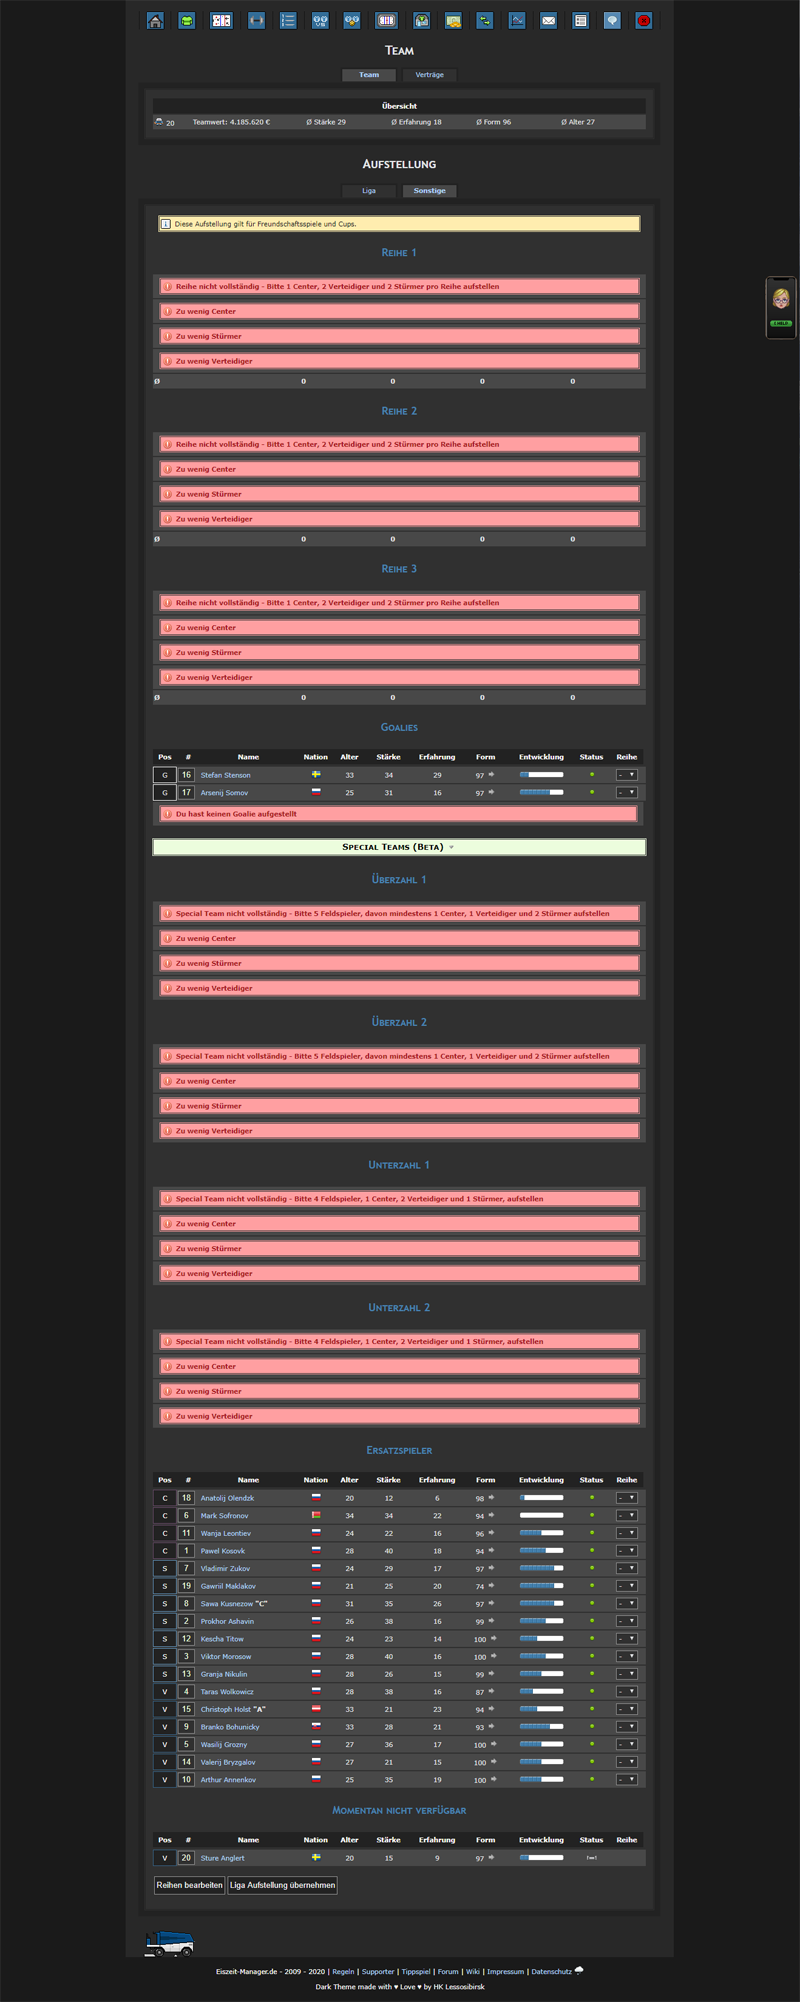 Team
Team Verträge
Übersicht
20 Teamwert: 4.185.620 € Ø Stärke 29 Ø Erfahrung 18 Ø Form 96 Ø Alter 27
Aufstellung
Liga Sonstige
Diese Aufstellung gilt für Freundschaftsspiele und Cups.
Reihe 1
Reihe nicht vollständig - Bitte 1 Center, 2 Verteidiger und 2 Stürmer pro Reihe aufstellen
Zu wenig Center
Zu wenig Stürmer
Zu wenig Verteidiger
Ø 0 0 0 0
Reihe 2
Reihe nicht vollständig - Bitte 1 Center, 2 Verteidiger und 2 Stürmer pro Reihe aufstellen
Zu wenig Center
Zu wenig Stürmer
Zu wenig Verteidiger
Ø 0 0 0 0
Reihe 3
Reihe nicht vollständig - Bitte 1 Center, 2 Verteidiger und 2 Stürmer pro Reihe aufstellen
Zu wenig Center
Zu wenig Stürmer
Zu wenig Verteidiger
Ø 0 0 0 0
Goalies
Pos # Name Nation Alter Stärke Erfahrung Form Entwicklung Status Reihe
G 16 Stefan Stenson 33 34 29 97 -
G 17 Arsenij Somov 25 31 16 97 -
Du hast keinen Goalie aufgestellt
Special Teams (Beta)
Überzahl 1
Special Team nicht vollständig - Bitte 5 Feldspieler, davon mindestens 1 Center, 1 Verteidiger und 2 Stürmer aufstellen
Zu wenig Center
Zu wenig Stürmer
Zu wenig Verteidiger
Überzahl 2
Special Team nicht vollständig - Bitte 5 Feldspieler, davon mindestens 1 Center, 1 Verteidiger und 2 Stürmer aufstellen
Zu wenig Center
Zu wenig Stürmer
Zu wenig Verteidiger
Unterzahl 1
Special Team nicht vollständig - Bitte 4 Feldspieler, 1 Center, 2 Verteidiger und 1 Stürmer, aufstellen
Zu wenig Center
Zu wenig Stürmer
Zu wenig Verteidiger
Unterzahl 2
Special Team nicht vollständig - Bitte 4 Feldspieler, 1 Center, 2 Verteidiger und 1 Stürmer, aufstellen
Zu wenig Center
Zu wenig Stürmer
Zu wenig Verteidiger
Ersatzspieler
Pos # Name Nation Alter Stärke Erfahrung Form Entwicklung Status Reihe
C 18 Anatolij Olendzk 20 12 6 98 -
C 6 Mark Sofronov 34 34 22 94 -
C 11 Wanja Leontiev 24 22 16 96 -
C 1 Pawel Kosovk 28 40 18 94 -
S 7 Vladimir Zukov 24 29 17 97 -
S 19 Gawriil Maklakov 21 25 20 74 -
S 8 Sawa Kusnezow "C" 31 35 26 97 -
S 2 Prokhor Ashavin 26 38 16 99 -
S 12 Kescha Titow 24 23 14 100 -
S 3 Viktor Morosow 28 40 16 100 -
S 13 Granja Nikulin 28 26 15 99 -
V 4 Taras Wolkowicz 28 38 16 87 -
V 15 Christoph Holst "A" 33 21 23 94 -
V 9 Branko Bohunicky 33 28 21 93 -
V 5 Wasilij Grozny 27 36 17 100 -
V 14 Valerij Bryzgalov 27 21 15 100 -
V 10 Arthur Annenkov 25 35 19 100 -
Momentan nicht verfügbar
Pos # Name Nation Alter Stärke Erfahrung Form Entwicklung Status Reihe
V 20 Sture Anglert 20 15 9 97
Reihen bearbeiten Liga Aufstellung übernehmen
Eiszeit-Manager.de - 2009 - 2020 | Regeln | Supporter | Tippspiel | Forum | Wiki | Impressum | Datenschutz
Dark Theme made with ♥ Love ♥ by HK Lessosibirsk